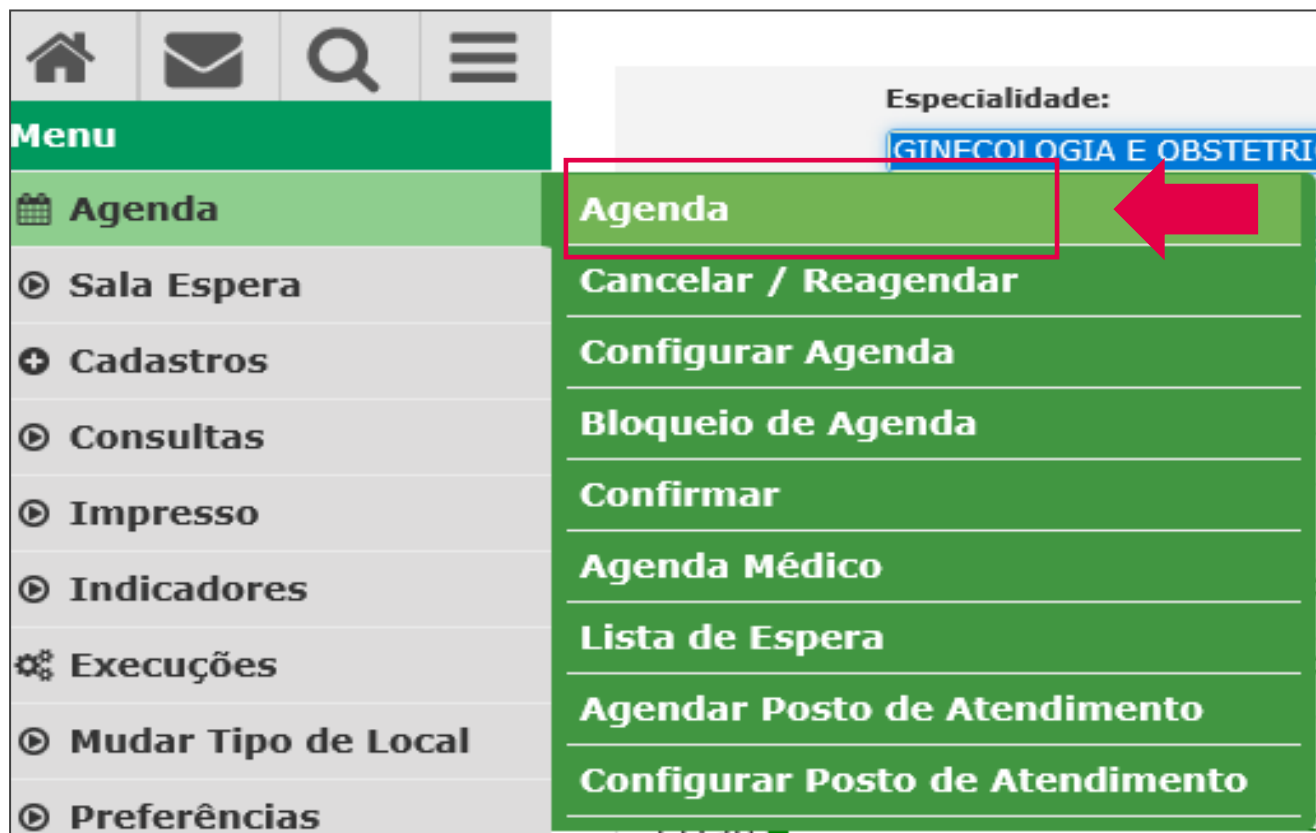 Especialidade:
GINECOLOGIA E OBSTETRI
Menu
Agenda
Sala Espera
Cadastros
Consultas
Impresso
Indicadores
Execuções
Mudar Tipo de Local
Preferências
Agenda
Cancelar / Reagendar
Configurar Agenda
Bloqueio de Agenda
Confirmar
Agenda Médico
Lista de Espera
Agendar Posto de Atendimento
Configurar Posto de Atendimento